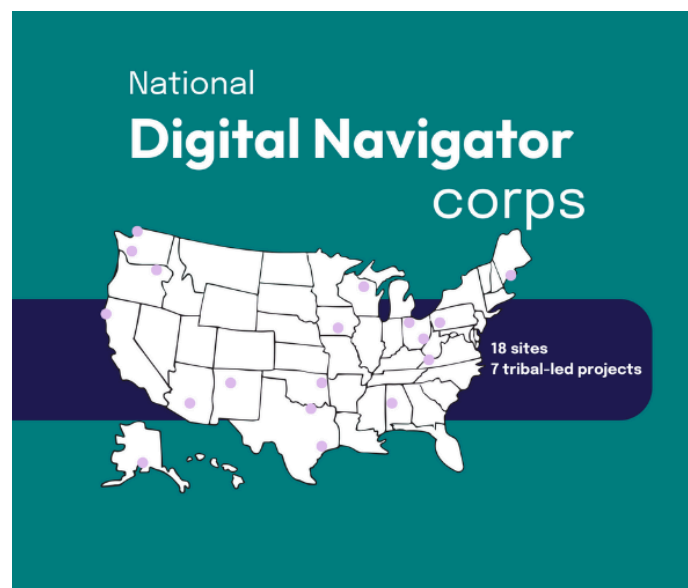 National
Digital Navigator
corps
18 sites
7 tribal-led projects